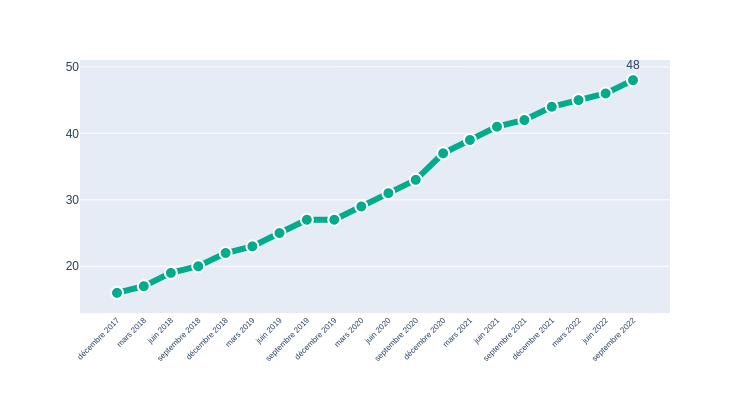 50
48
40
30
20
décembre 2017
mars 2018
juin 2018
septembre 2018
décembre 2018
mars 2019
juin 2019
septembre 2019
décembre 2019
mars 2020
juin 2020
septembre 2020
décembre 2020
mars 2021
juin 2021
septembre 2021
décembre 2021
mars 2022
juin 2022
septembre 2022